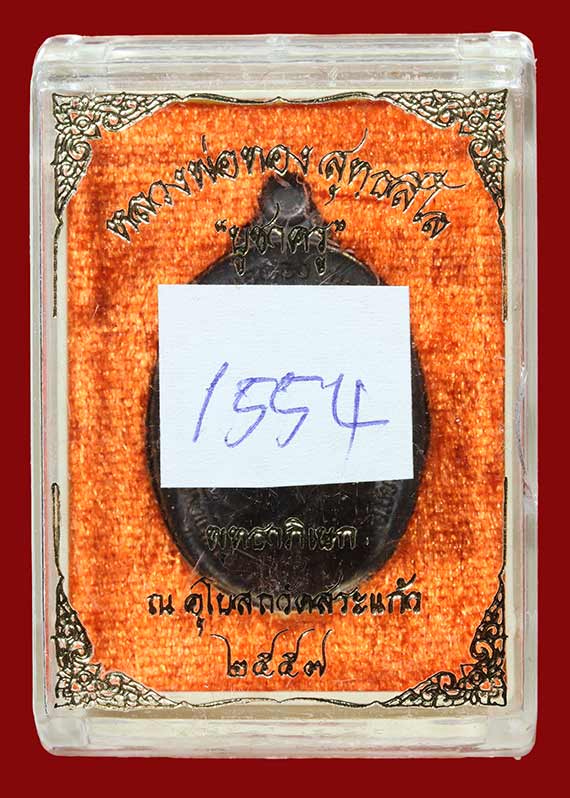 หลวงพ่อทอง สุทธสีโล
"บูชาครู"
1554
พุทธาภิเษก
ณ อุโบสถวัดสระแก้ว
๒๕๕๗